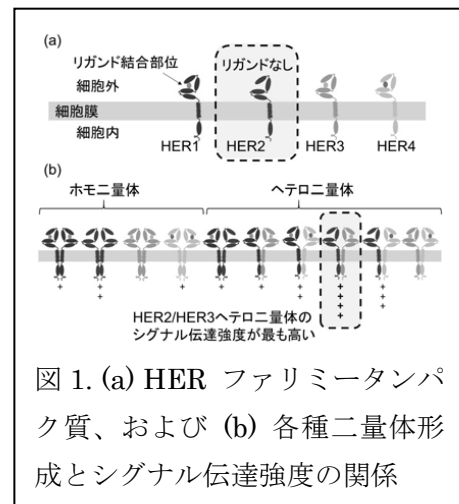 (a)
リガンド結合部位
リガンドなし
細胞外
細胞膜
細胞内
HER1
HER2
HER3
HER4
(b)
ホモ二量体
ヘテロ二量体
+
+
+
+
+
+
+
+
+
+
+
+
HER2/HER3ヘテロ二量体の
シグナル伝達強度が最も高い
図 1. (a) HER ファリミータンパ
ク質、および (b) 各種二量体形
成とシグナル伝達強度の関係